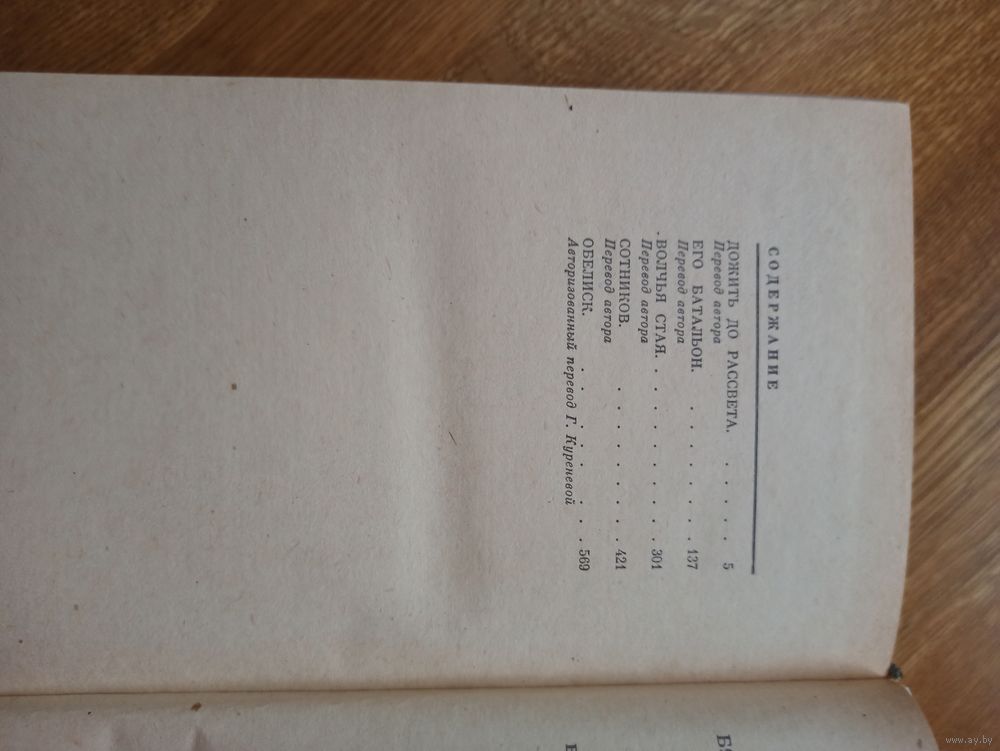 СОДЕРЖАНИЕ
ДОЖИТЬ ДО РАССВЕТА. . . . . . 5
Перевод автора
ЕГО БАТАЛЬОН. . . . . . . . 137
Перевод автора
ВОЛЧЬЯ СТАЯ. . . . . . . . . 301
Перевод автора
СОТНИКОВ. . . . . . . . . 421
Перевод автора
ОБЕЛИСК. . . . . . . . . 569
Авторизованный перевод Г. Куреневой
www.ay.by